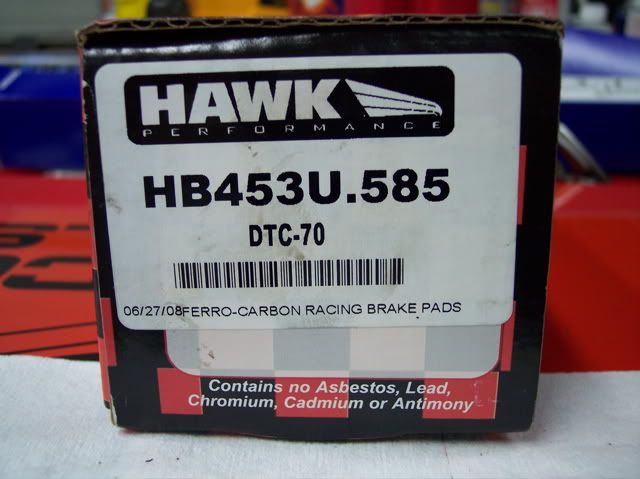 HAWK
PERFORMANCE
HB453U.585
DTC-70
06/27/08FERRO-CARBON RACING BRAKE PADS
Contains no Asbestos, Lead,
Chromium, Cadmium or Antimony